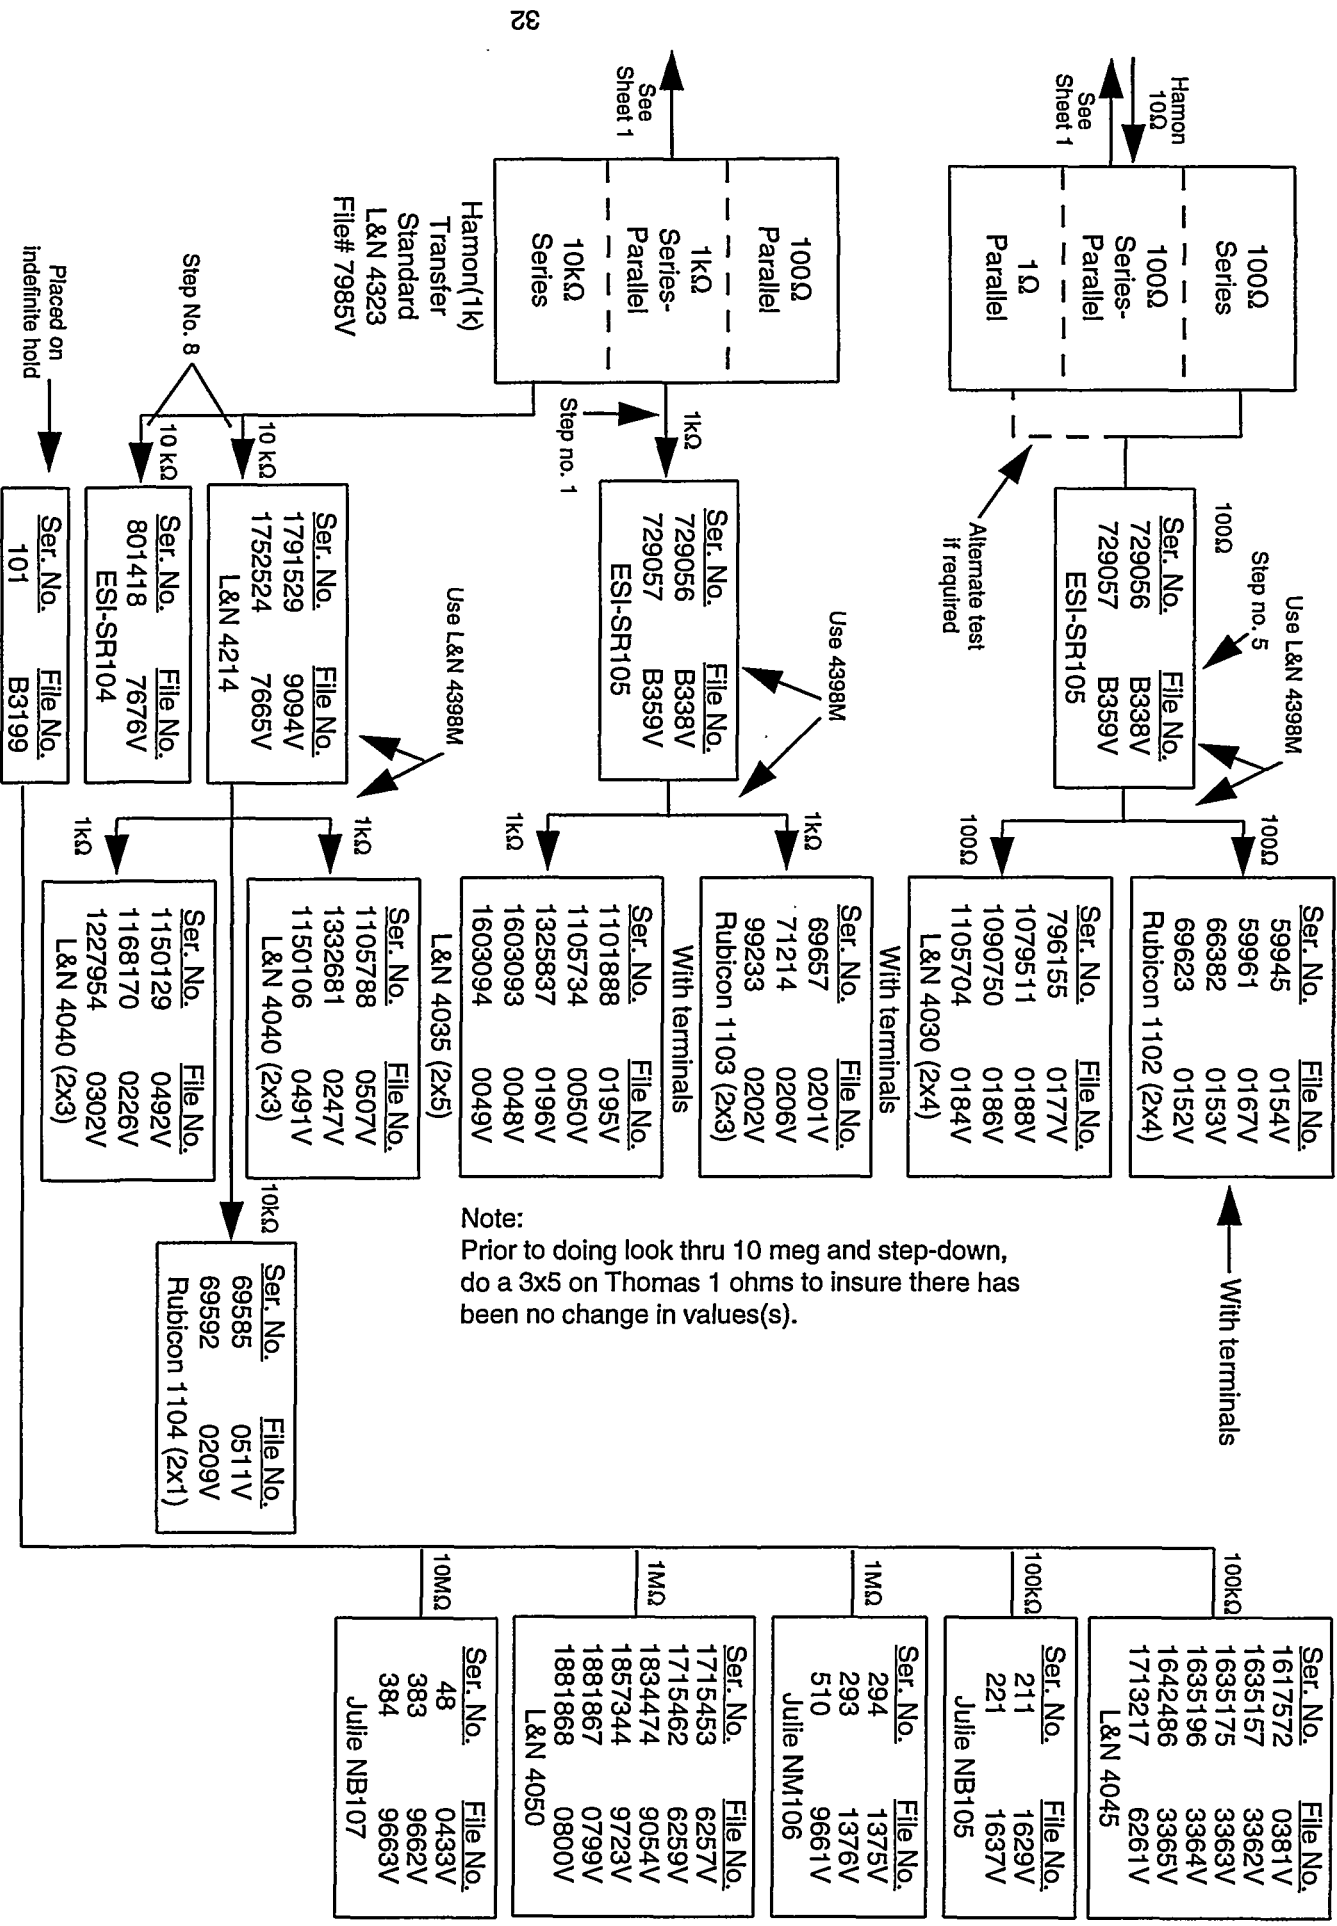 32
Hamon
10Ω
See
Sheet 1
100Ω
Series
100Ω
Series-
Parallel
1Ω
Parallel
100Ω
Step no. 5
Use L&N 4398M
Alternate test
if required
Ser. No. File No.
729056 B338V
729057 B359V
ESI-SR105
100Ω
100Ω
Ser. No. File No.
59945 0154V
59961 0167V
66382 0153V
69623 0152V
Rubicon 1102 (2x4)
With terminals
Ser. No. File No.
796155 0177V
1079511 0188V
1090750 0186V
1105704 0184V
L&N 4030 (2x4)
With terminals
See
Sheet 1
100Ω
Parallel
1kΩ
Series-
Parallel
10kΩ
Series
Hamon(1k)
Transfer
Standard
L&N 4323
File# 7985V
1kΩ
Step no. 1
Use 4398M
Ser. No. File No.
729056 B338V
729057 B359V
ESI-SR105
1kΩ
1kΩ
Ser. No. File No.
69657 0201V
71214 0206V
99233 0202V
Rubicon 1103 (2x3)
With terminals
Ser. No. File No.
1101888 0195V
1105734 0050V
1325837 0196V
1603093 0048V
1603094 0049V
L&N 4035 (2x5)
Note:
Prior to doing look thru 10 meg and step-down,
do a 3x5 on Thomas 1 ohms to insure there has
been no change in values(s).
Step No. 8
10 kΩ
10 kΩ
Use L&N 4398M
Ser. No. File No.
1791529 9094V
1752524 7665V
L&N 4214
Ser. No. File No.
801418 7676V
ESI-SR104
Placed on
indefinite hold
Ser. No. File No.
101 B3199
1kΩ
1kΩ
Ser. No. File No.
1105788 0507V
1332681 0247V
1150106 0491V
L&N 4040 (2x3)
Ser. No. File No.
1150129 0492V
1168170 0226V
1227954 0302V
L&N 4040 (2x3)
10kΩ
Ser. No. File No.
69585 0511V
69592 0209V
Rubicon 1104 (2x1)
100kΩ
Ser. No. File No.
1617572 0381V
1635157 3362V
1635175 3363V
1635196 3364V
1642486 3365V
1713217 6261V
L&N 4045
100kΩ
Ser. No. File No.
211 1629V
221 1637V
Julie NB105
1MΩ
Ser. No. File No.
294 1375V
293 1376V
510 9661V
Julie NM106
1MΩ
Ser. No. File No.
1715453 6257V
1715462 6259V
1834474 9054V
1857344 9723V
1881867 0799V
1881868 0800V
L&N 4050
10MΩ
Ser. No. File No.
48 0433V
383 9662V
384 9663V
Julie NB107